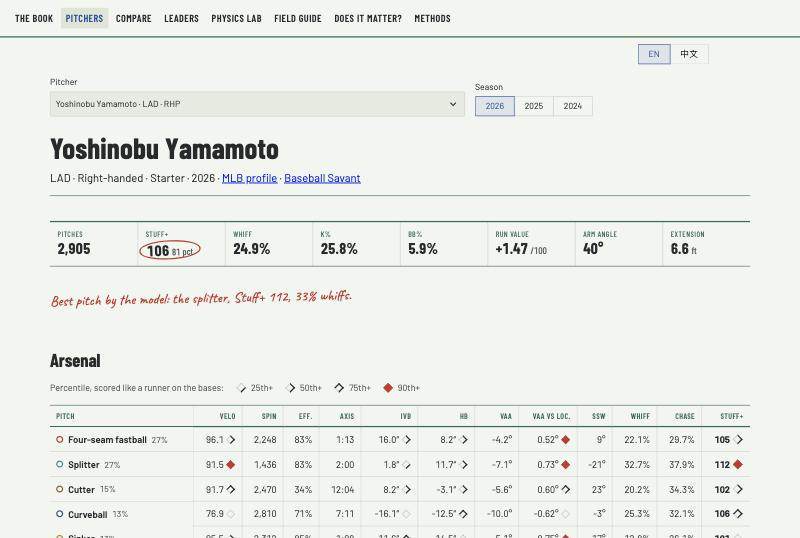 THE BOOK PITCHERS COMPARE LEADERS PHYSICS LAB FIELD GUIDE DOES IT MATTER? METHODS
EN 中文
Pitcher
Season
Yoshinobu Yamamoto · LAD · RHP
2026 2025 2024
Yoshinobu Yamamoto
LAD · Right-handed · Starter · 2026 · MLB profile · Baseball Savant
PITCHES STUFF+ WHIFF K% BB% RUN VALUE ARM ANGLE EXTENSION
2,905 106 81 pct 24.9% 25.8% 5.9% +1.47 /100 40° 6.6 ft
Best pitch by the model: the splitter, Stuff+ 112, 33% whiffs.
Arsenal
Percentile, scored like a runner on the bases: 25th+ 50th+ 75th+ 90th+
PITCH VELO SPIN EFF. AXIS IVB HB VAA VAA VS LOC. SSW WHIFF CHASE STUFF+
Four-seam fastball 27% 96.1 2,248 83% 1:13 16.0" 8.2" -4.2° 0.52° 9° 22.1% 29.7% 105
Splitter 27% 91.5 1,436 83% 2:00 1.8" 11.7" -7.1° 0.73° -21° 32.7% 37.9% 112
Cutter 15% 91.7 2,470 34% 12:04 8.2" -3.1" -5.6° 0.60° 23° 20.2% 34.3% 102
Curveball 13% 76.9 2,810 71% 7:11 -16.1" -12.5" -10.0° -0.62° -3° 25.3% 32.1% 106